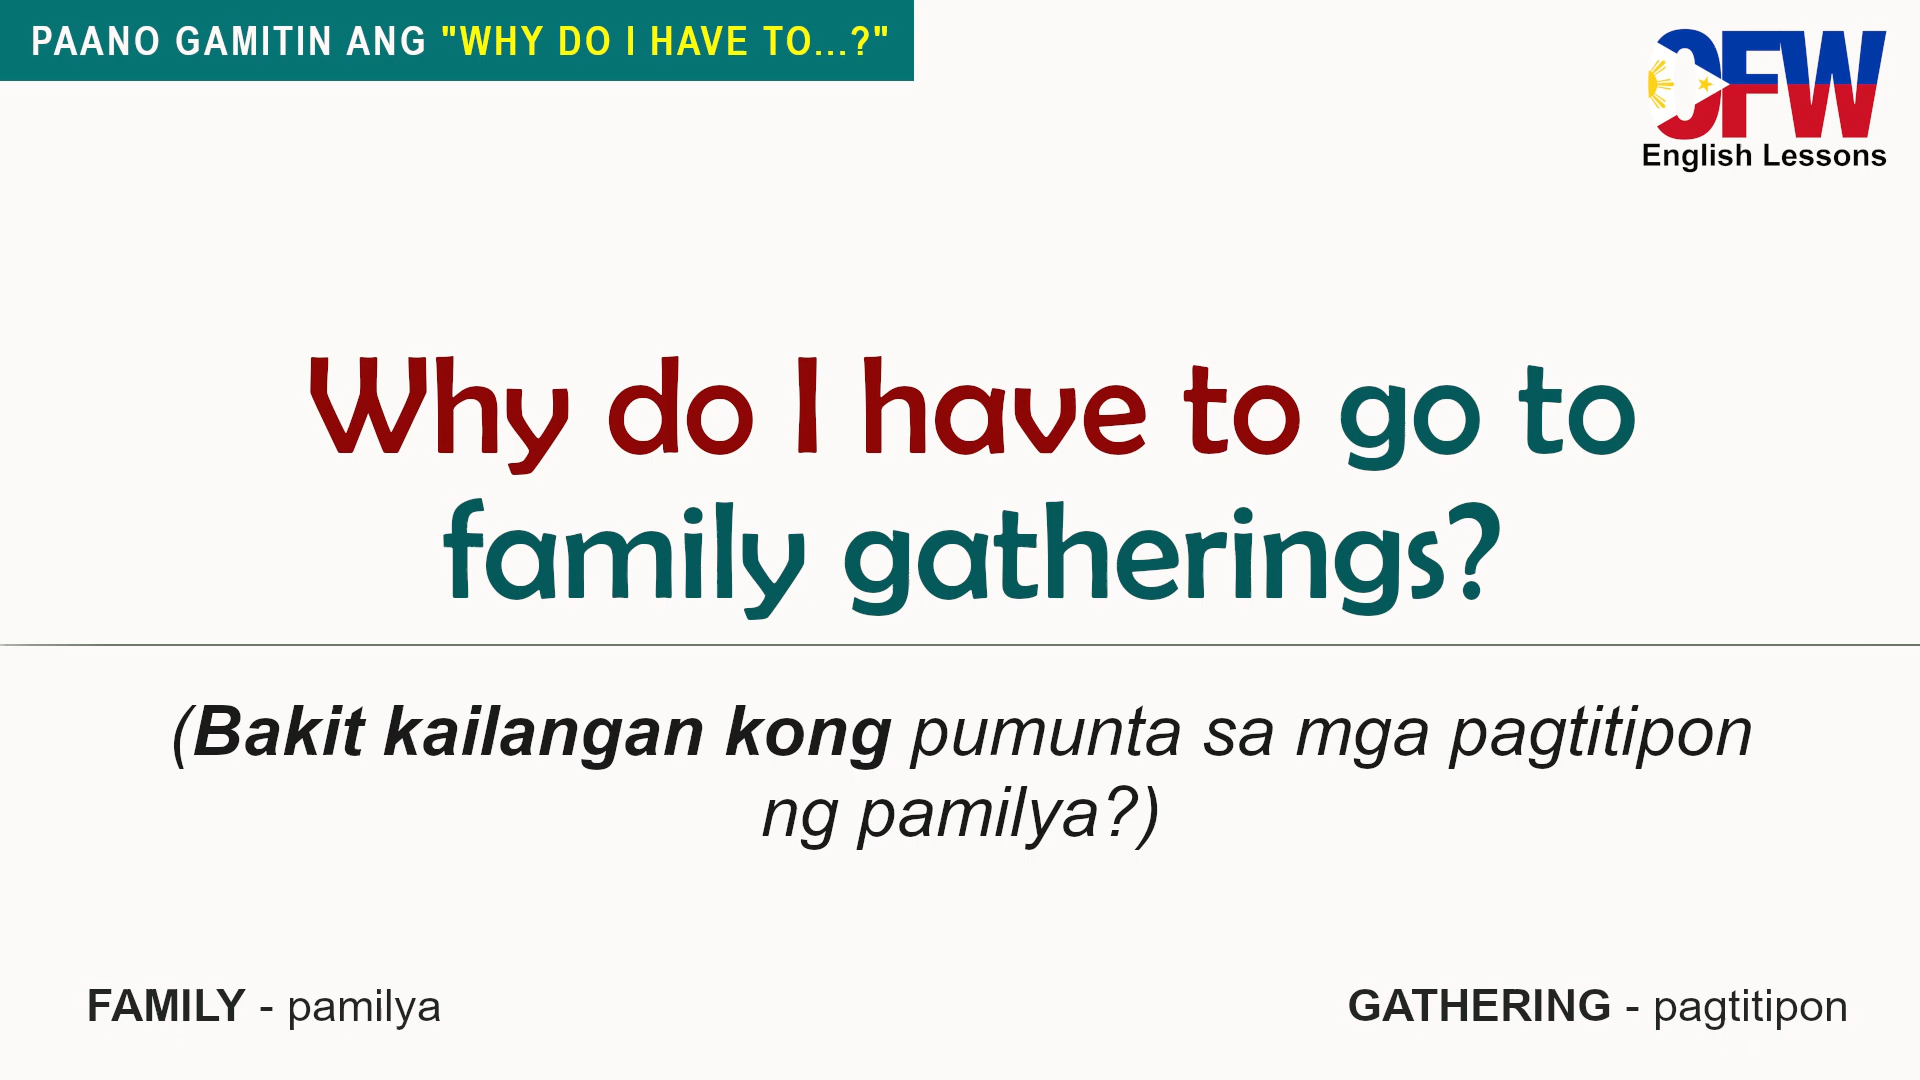 PAANO GAMITIN ANG "WHY DO I HAVE TO...?"
OFW
English Lessons
Why do I have to go to
family gatherings?
(Bakit kailangan kong pumunta sa mga pagtitipon
ng pamilya?)
FAMILY - pamilya
GATHERING - pagtitipon